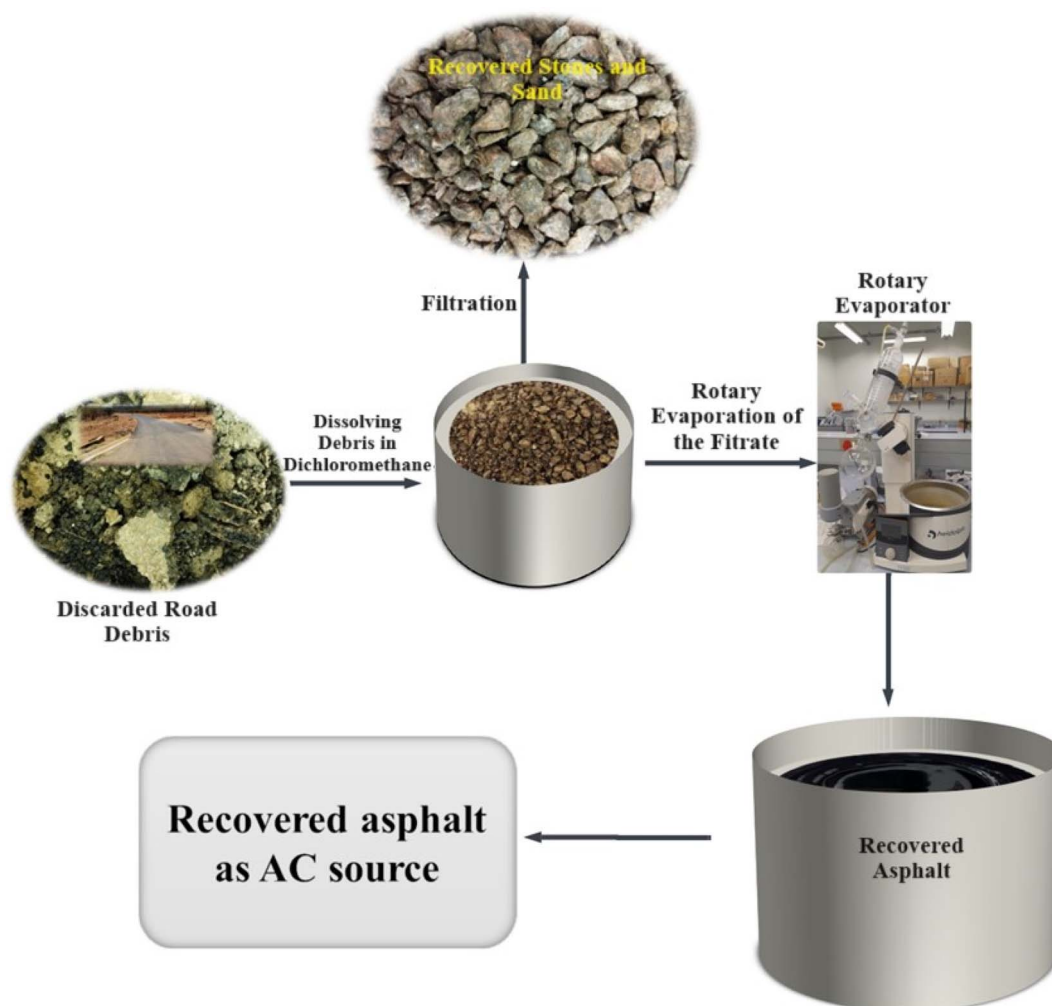 Recovered Stones and
Sand
Filtration
Rotary
Evaporator
Dissolving
Debris in
Dichloromethane
Rotary
Evaporation of
the Fitrate
Discarded Road
Debris
Recovered asphalt
as AC source
Recovered
Asphalt